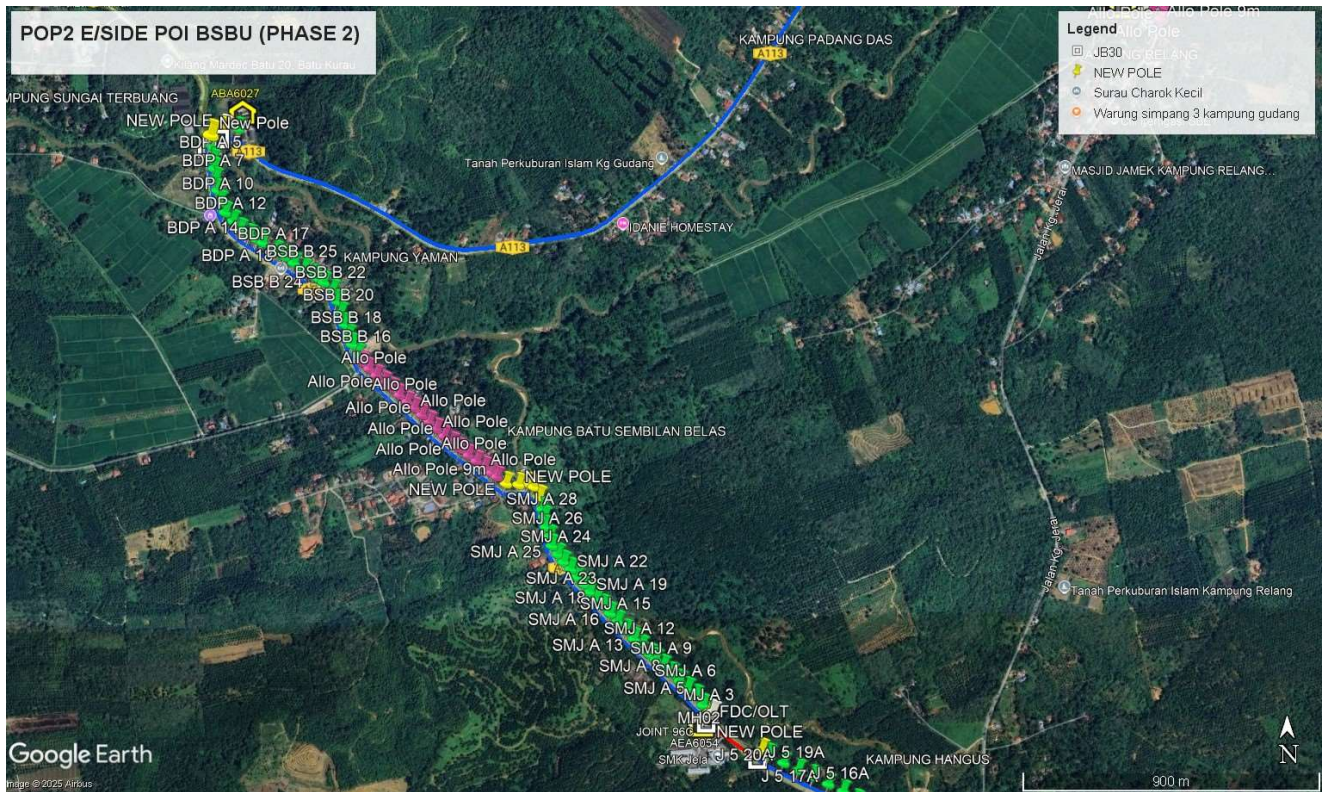 POP2 E/SIDE POI BSBU (PHASE 2)
Allo Pole 9m
Allo Pole
Legend
JB30
NEW POLE
Surau Charok Kecil
Warung simpang 3 kampung gudang
KAMPUNG PADANG DAS
A113
Kilang Mardec Batu 20, Batu Kurau
MPUNG SUNGAI TERBUANG
ABA6027
NEW POLE
New Pole
BDP A 5
A113
BDP A 7
BDP A 10
BDP A 12
BDP A 14
BDP A 17
Tanah Perkuburan Islam Kg Gudang
MASJID JAMEK KAMPUNG RELANG...
IDANIE HOMESTAY
Jalan Kg. Jerai
A113
BSB B 25
KAMPUNG YAMAN
BSB B 22
BSB B 24
BSB B 20
BSB B 18
BSB B 16
Allo Pole
Allo Pole
Allo Pole
Allo Pole
Allo Pole
Allo Pole
Allo Pole
Allo Pole
Allo Pole
Allo Pole
KAMPUNG BATU SEMBILAN BELAS
Allo Pole 9m
NEW POLE
NEW POLE
SMJ A 28
SMJ A 26
SMJ A 24
SMJ A 25
SMJ A 22
SMJ A 23
SMJ A 19
SMJ A 18
SMJ A 15
SMJ A 16
SMJ A 12
SMJ A 13
SMJ A 9
SMJ A 6
SMJ A 5
MJ A 3
Jalan Kg. Jerai
Tanah Perkuburan Islam Kampung Relang
FDC/OLT
MH02
NEW POLE
AEA6054
SMK Jelai
J 5 20A
J 5 19A
J 5 17A
J 5 16A
KAMPUNG HANGUS
N
900 m
Google Earth
Image © 2025 Airbus